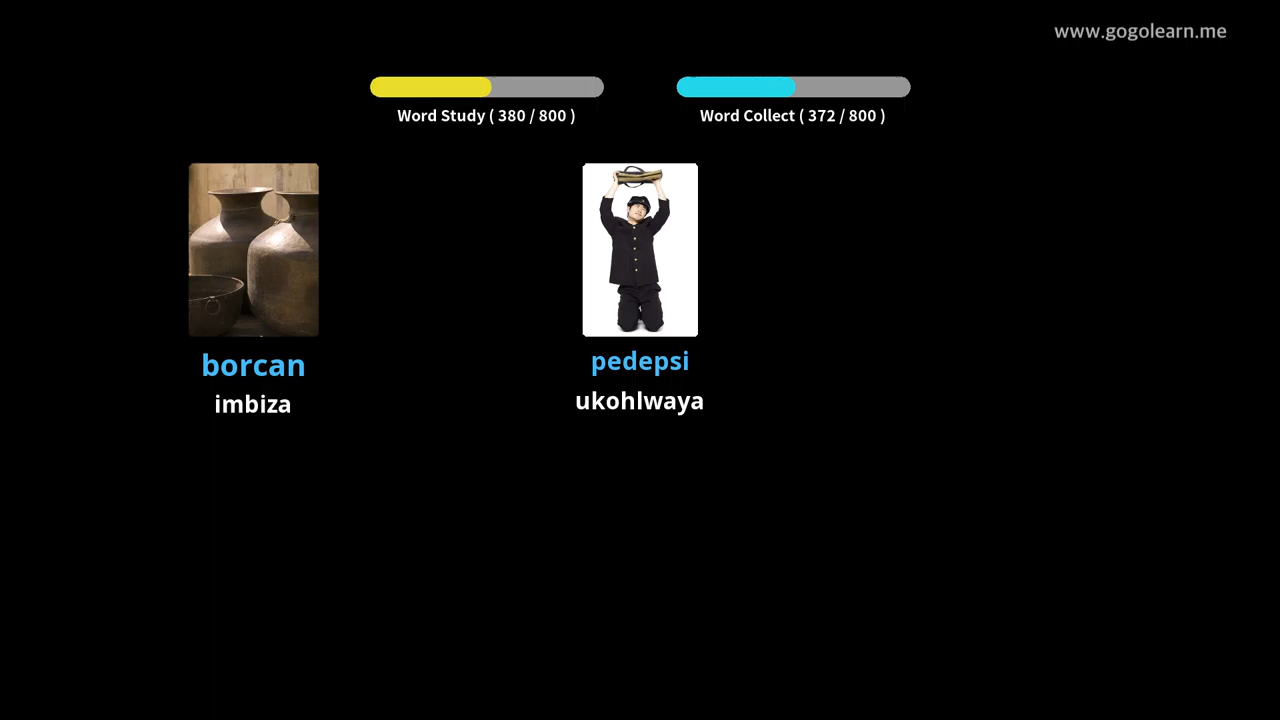 www.gogolearn.me
Word Study ( 380 / 800 )
Word Collect ( 372 / 800 )
borcan
imbiza
pedepsi
ukohlwaya